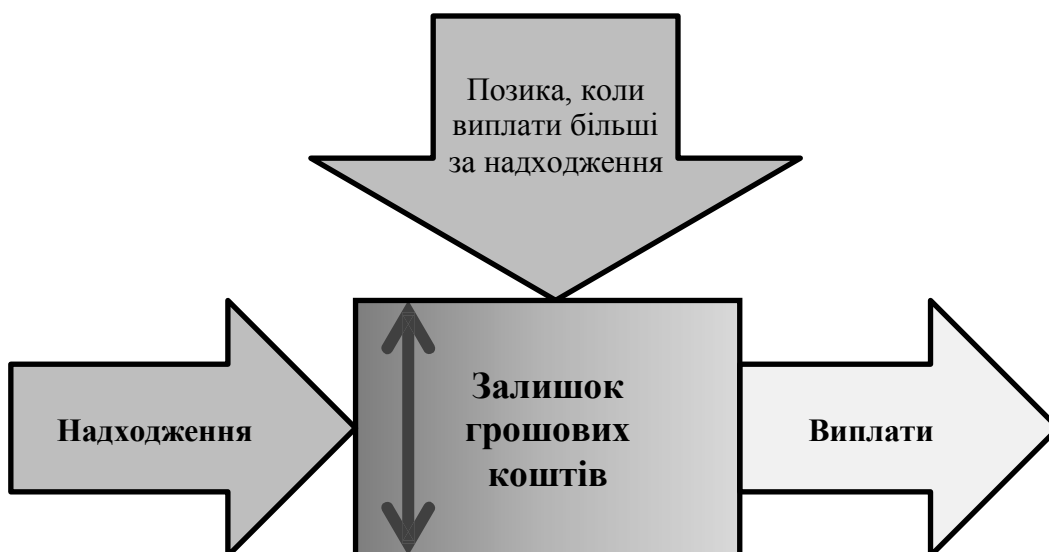 Позика, коли
виплати більші
за надходження
Надходження
Залишок
грошових
коштів
Виплати